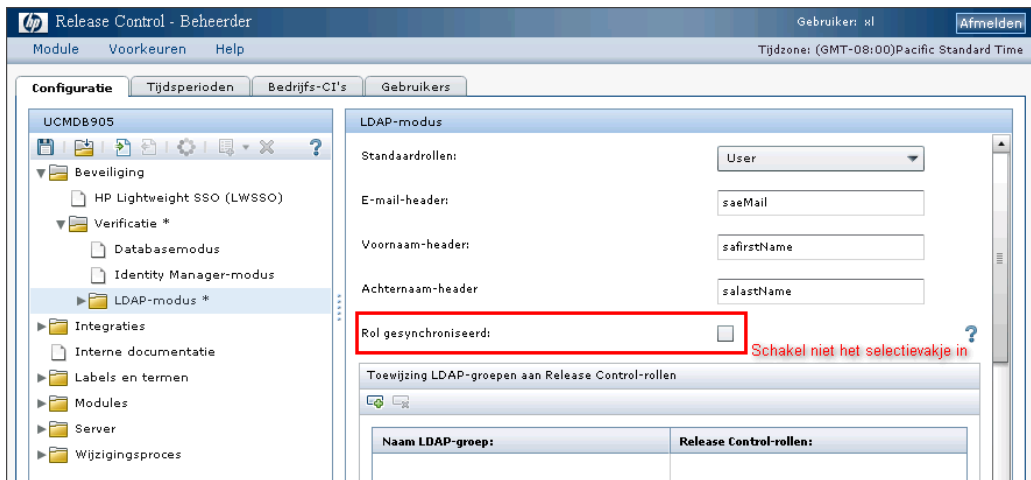 hp Release Control - Beheerder
Gebruiker: xl
Afmelden
Module Voorkeuren Help
Tijdzone: (GMT-08:00)Pacific Standard Time
Configuratie Tijdsperioden Bedrijfs-CI's Gebruikers
UCMDB905
?
Beveiliging
HP Lightweight SSO (LWSSO)
Verificatie *
Databasemodus
Identity Manager-modus
LDAP-modus *
Integraties
Interne documentatie
Labels en termen
Modules
Server
Wijzigingsproces
LDAP-modus
Standaardrollen: User
E-mail-header: saeMail
Voornaam-header: safirstName
Achternaam-header salastName
Rol gesynchroniseerd: ?
Schakel niet het selectievakje in
Toewijzing LDAP-groepen aan Release Control-rollen
Naam LDAP-groep: Release Control-rollen: